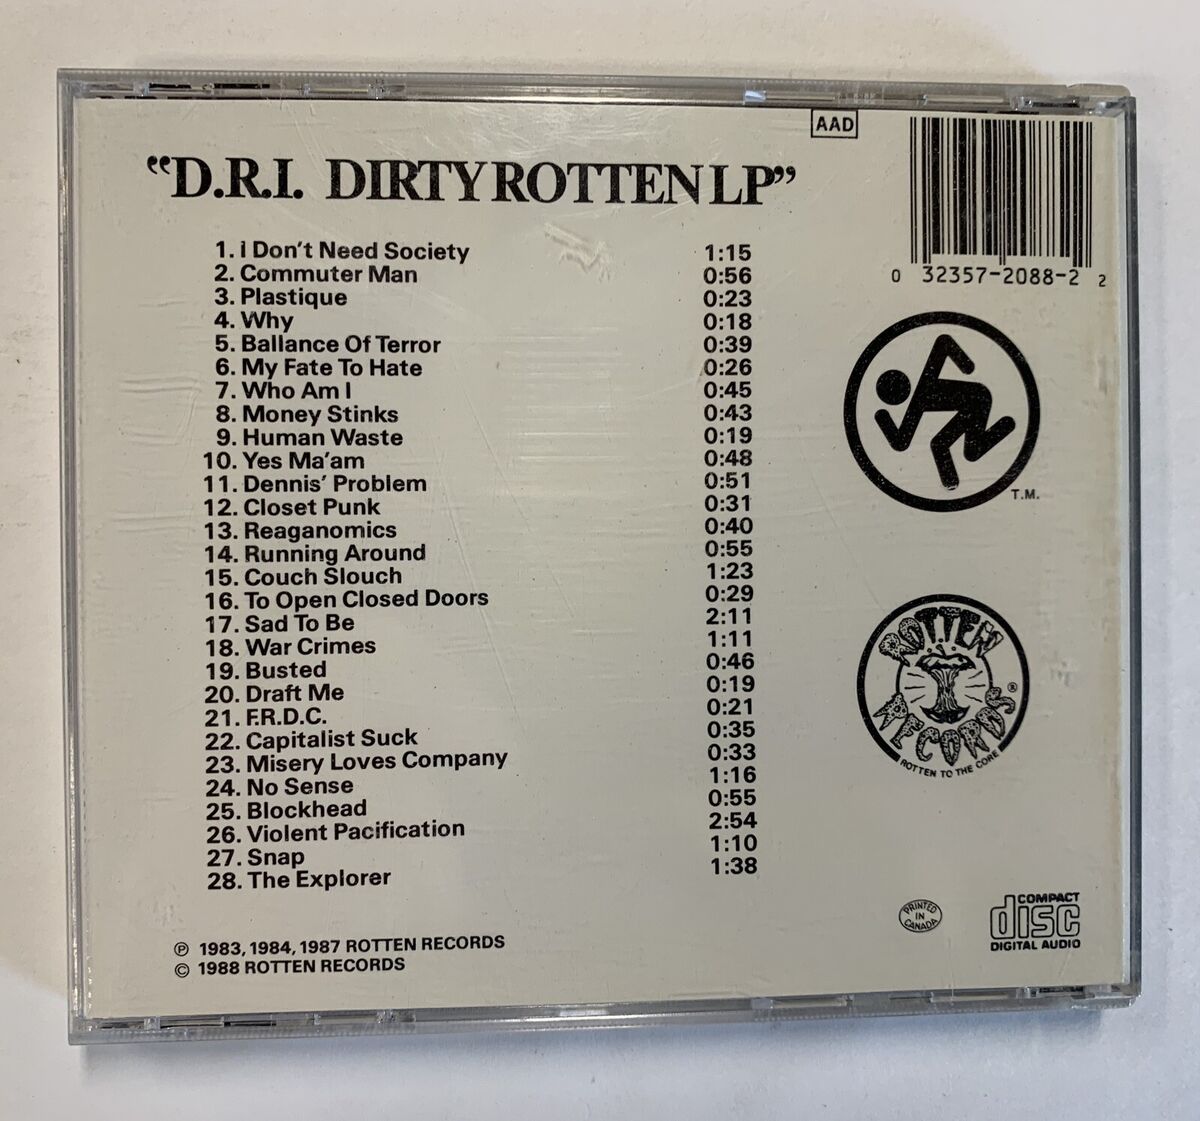 AAD
“D.R.I. DIRTY ROTTEN LP”
1. I Don't Need Society 1:15
2. Commuter Man 0:56
3. Plastique 0:23
4. Why 0:18
5. Ballance Of Terror 0:39
6. My Fate To Hate 0:26
7. Who Am I 0:45
8. Money Stinks 0:43
9. Human Waste 0:19
10. Yes Ma'am 0:48
11. Dennis' Problem 0:51
12. Closet Punk 0:31
13. Reaganomics 0:40
14. Running Around 0:55
15. Couch Slouch 1:23
16. To Open Closed Doors 0:29
17. Sad To Be 2:11
18. War Crimes 1:11
19. Busted 0:46
20. Draft Me 0:19
21. F.R.D.C. 0:21
22. Capitalist Suck 0:35
23. Misery Loves Company 0:33
24. No Sense 1:16
25. Blockhead 0:55
26. Violent Pacification 2:54
27. Snap 1:10
28. The Explorer 1:38
℗ 1983, 1984, 1987 ROTTEN RECORDS
© 1988 ROTTEN RECORDS
0 32357-2088-2 2
T.M.
ROTTEN
RECORDS®
ROTTEN TO THE CORE
PRINTED
IN
CANADA
COMPACT
disc
DIGITAL AUDIO